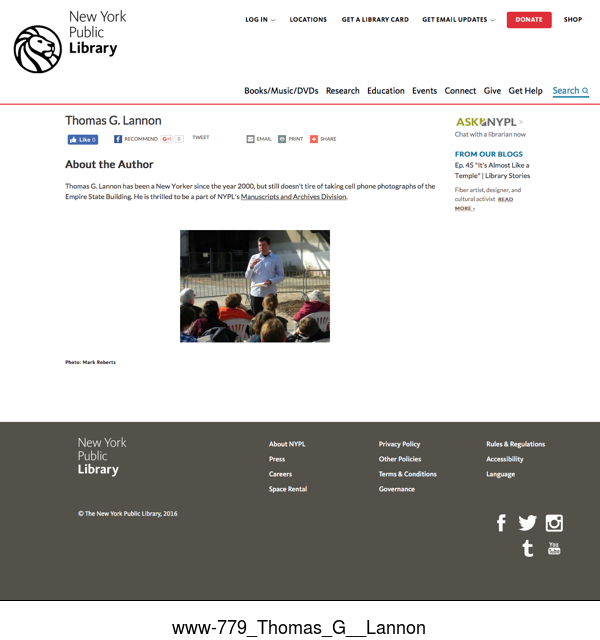 New York
Public
Library
LOG IN
LOCATIONS
GET A LIBRARY CARD
GET EMAIL UPDATES
DONATE
SHOP
Books/Music/DVDs Research Education Events Connect Give Get Help Search
Thomas G. Lannon
Like 0
RECOMMEND
G+1 0
TWEET
EMAIL
PRINT
SHARE
About the Author
Thomas G. Lannon has been a New Yorker since the year 2000, but still doesn't tire of taking cell phone photographs of the
Empire State Building. He is thrilled to be a part of NYPL's Manuscripts and Archives Division.
Photo: Mark Roberts
ASK NYPL >
Chat with a librarian now
FROM OUR BLOGS
Ep. 45 "It's Almost Like a
Temple" | Library Stories
Fiber artist, designer, and
cultural activist READ
MORE ›
New York
Public
Library
About NYPL
Press
Careers
Space Rental
Privacy Policy
Other Policies
Terms & Conditions
Governance
Rules & Regulations
Accessibility
Language
© The New York Public Library, 2016
You
Tube
www-779_Thomas_G__Lannon